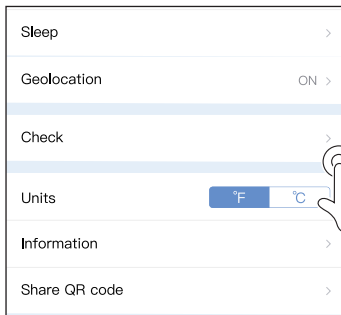 Sleep
Geolocation ON
Check
Units °F °C
Information
Share QR code